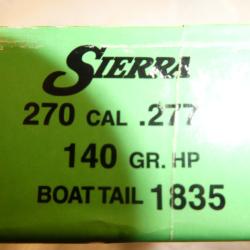 SIERRA
270 CAL .277
140 GR. HP
BOAT TAIL 1835